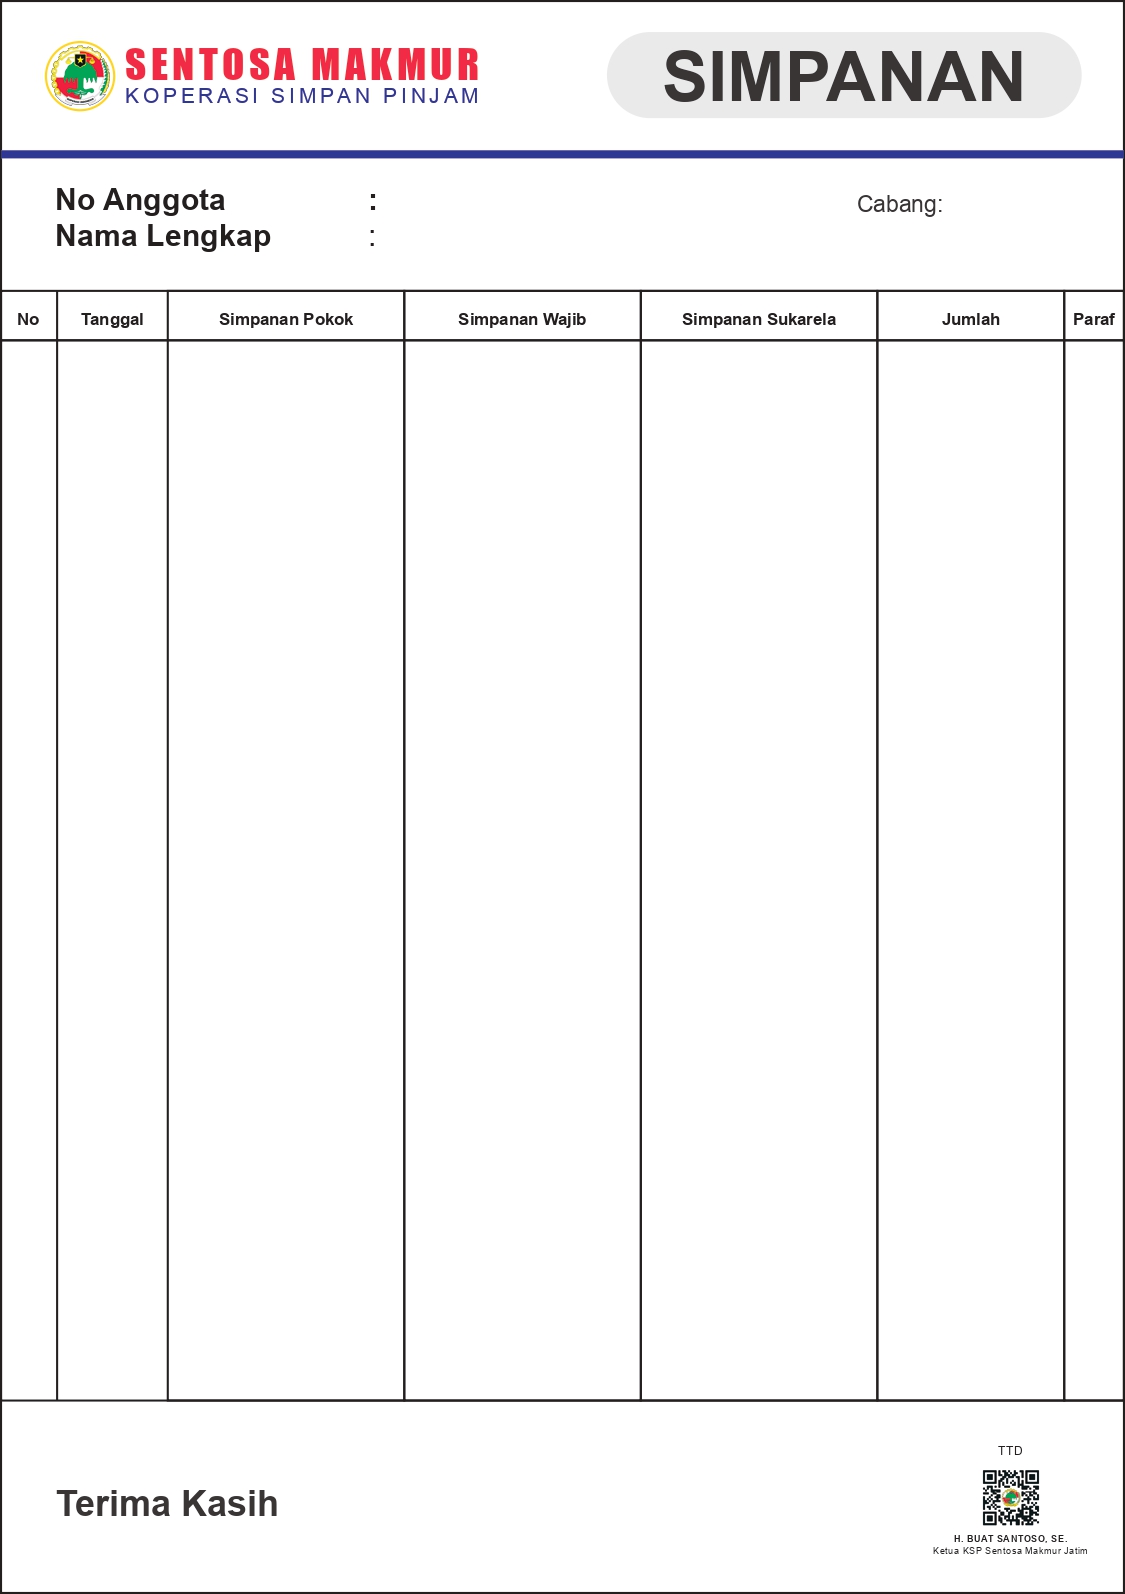 SENTOSA MAKMUR
KOPERASI SIMPAN PINJAM
SIMPANAN
No Anggota :
Cabang:
Nama Lengkap :
No Tanggal Simpanan Pokok Simpanan Wajib Simpanan Sukarela Jumlah Paraf
TTD
Terima Kasih
H. BUAT SANTOSO, SE.
Ketua KSP Sentosa Makmur Jatim